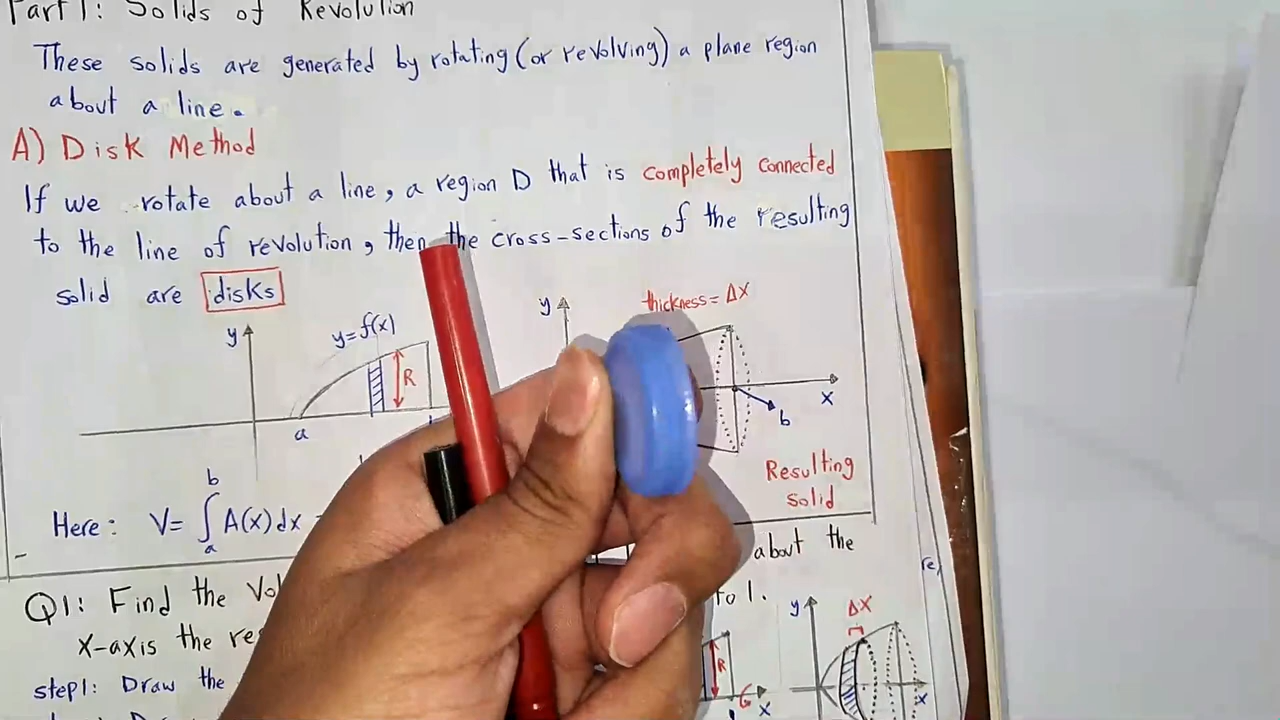 Part 1: Solids of Revolution
These solids are generated by rotating (or revolving) a plane region
about a line.
A) Disk Method
If we rotate about a line, a region D that is completely connected
to the line of revolution, then the cross-sections of the resulting
solid are disks
y y=f(x) R a
y thickness = Δx x b
Resulting
solid
Here: V= ∫ₐᵇ A(x)dx
Q1: Find the about the
x-axis the to 1.
step1: Draw the
R x
y Δx x